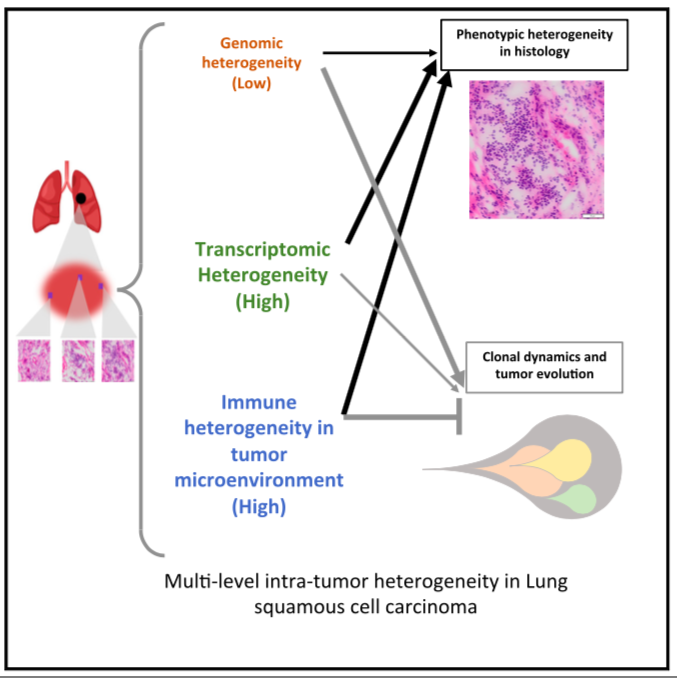 Genomic
heterogeneity
(Low)
Phenotypic heterogeneity
in histology
Transcriptomic
Heterogeneity
(High)
Clonal dynamics and
tumor evolution
Immune
heterogeneity in
tumor
microenvironment
(High)
Multi-level intra-tumor heterogeneity in Lung
squamous cell carcinoma